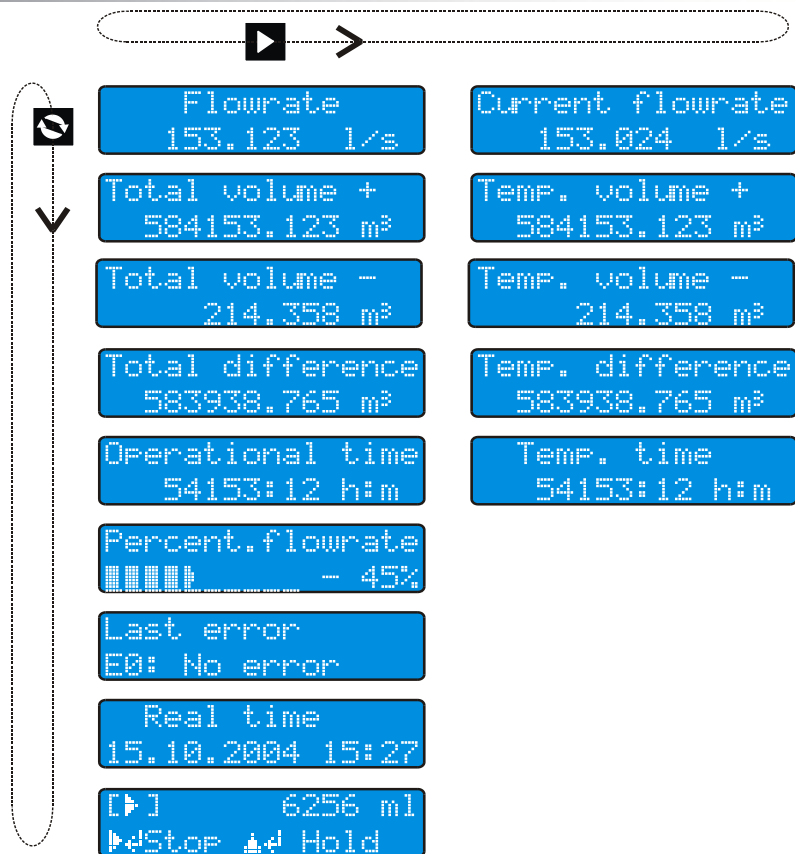 Flowrate
153.123 l/s
Current flowrate
153.024 l/s
Total volume +
584153.123 m³
Temp. volume +
584153.123 m³
Total volume -
214.358 m³
Temp. volume -
214.358 m³
Total difference
583938.765 m³
Temp. difference
583938.765 m³
Operational time
54153:12 h:m
Temp. time
54153:12 h:m
Percent.flowrate
- 45%
Last error
E0: No error
Real time
15.10.2004 15:27
[▶] 6256 ml
Stop Hold